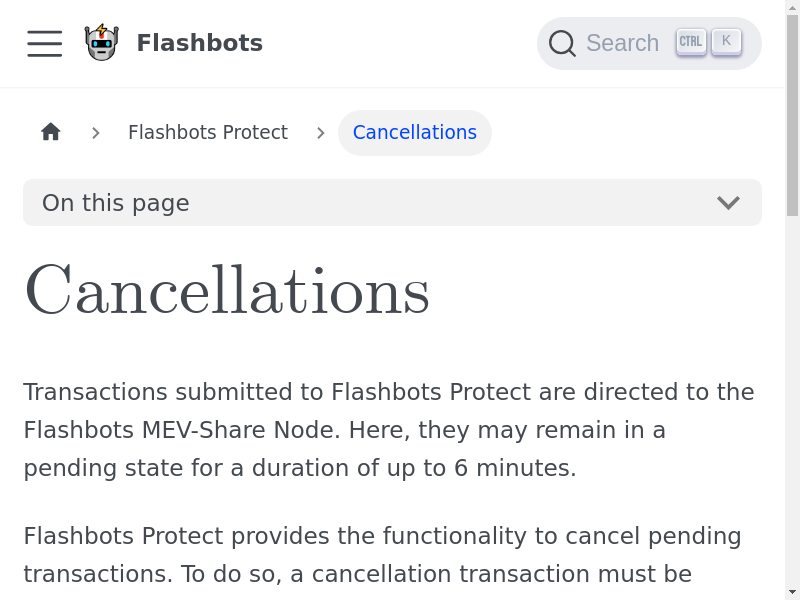 Flashbots
Search CTRL K
Flashbots Protect Cancellations
On this page
Cancellations
Transactions submitted to Flashbots Protect are directed to the
Flashbots MEV-Share Node. Here, they may remain in a
pending state for a duration of up to 6 minutes.
Flashbots Protect provides the functionality to cancel pending
transactions. To do so, a cancellation transaction must be